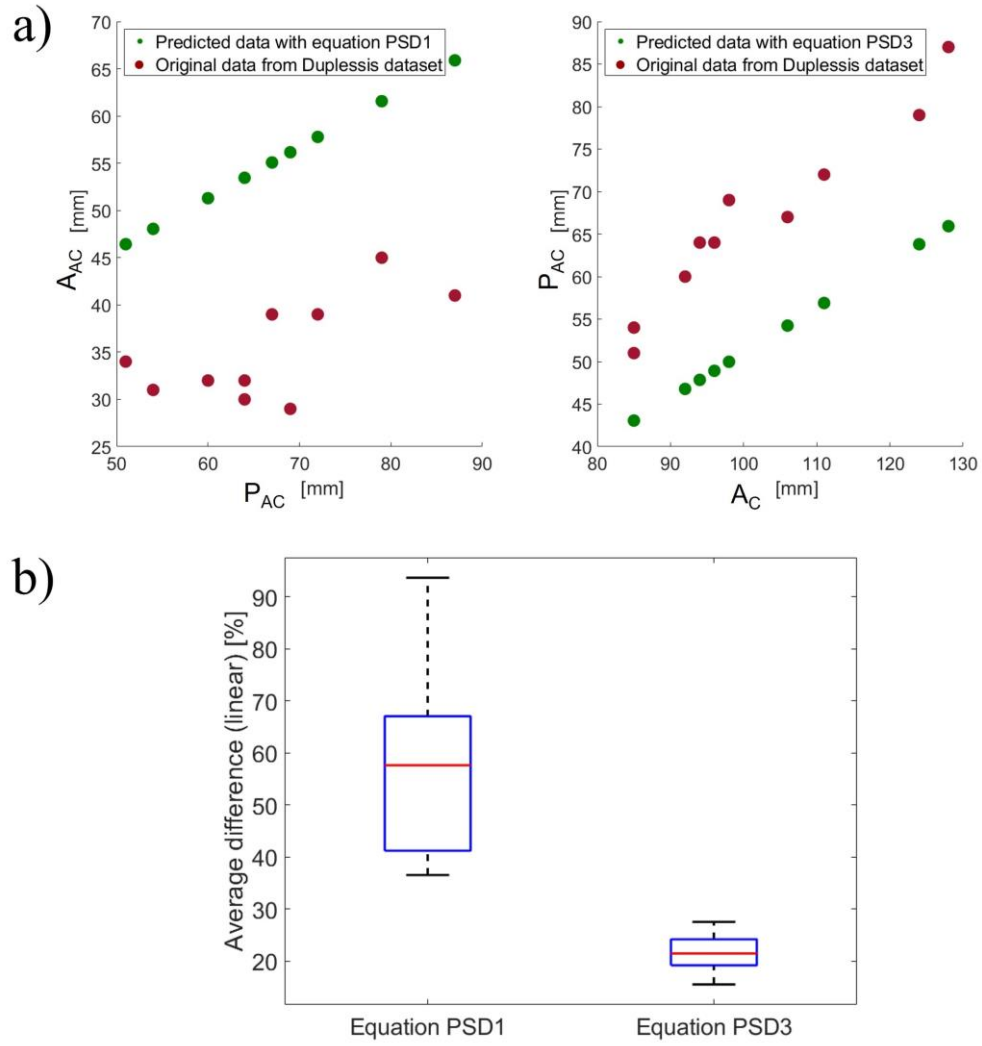 a)
70
65
60
55
50
45
40
35
30
25
A_AC [mm]
Predicted data with equation PSD1
Original data from Duplessis dataset
50 60 70 80 90
P_AC [mm]
90
85
80
75
70
65
60
55
50
45
40
P_AC [mm]
Predicted data with equation PSD3
Original data from Duplessis dataset
80 90 100 110 120 130
A_C [mm]
b)
Average difference (linear) [%]
90
80
70
60
50
40
30
20
Equation PSD1 Equation PSD3